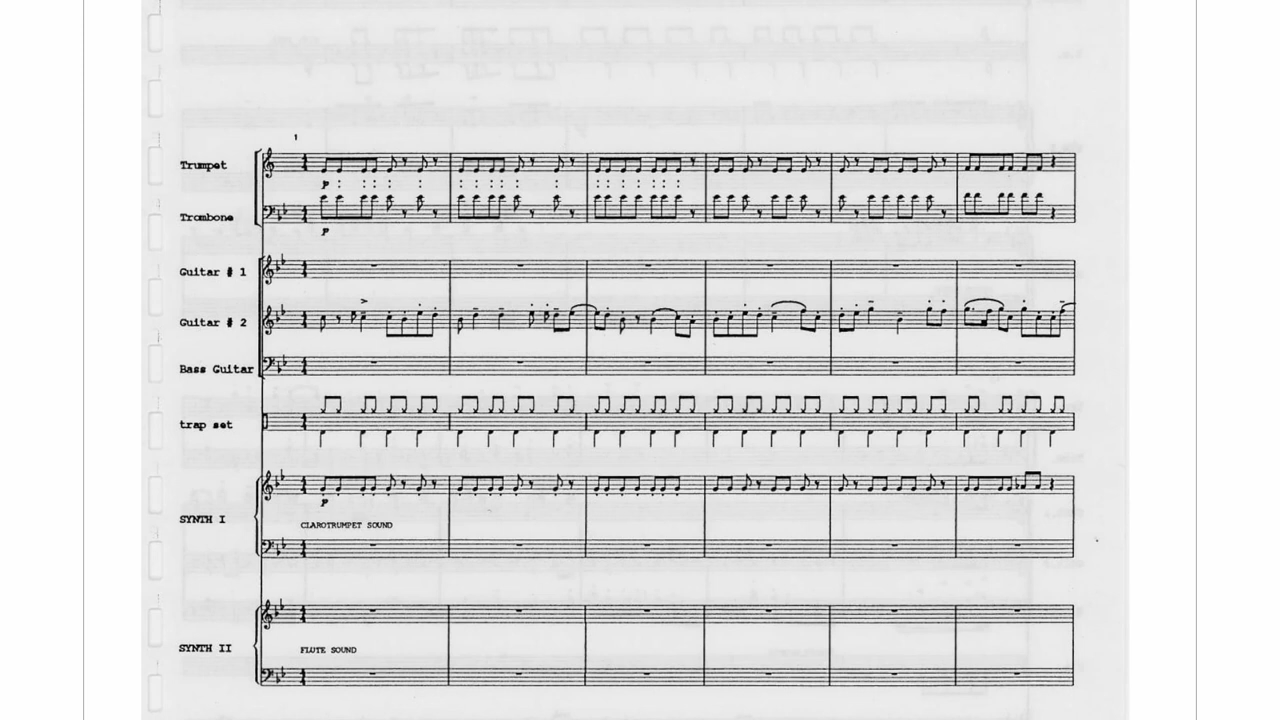 1
Trumpet
p
Trombone
p
Guitar # 1
Guitar # 2
Bass Guitar
trap set
p
SYNTH I
CLAROTRUMPET SOUND
SYNTH II
FLUTE SOUND